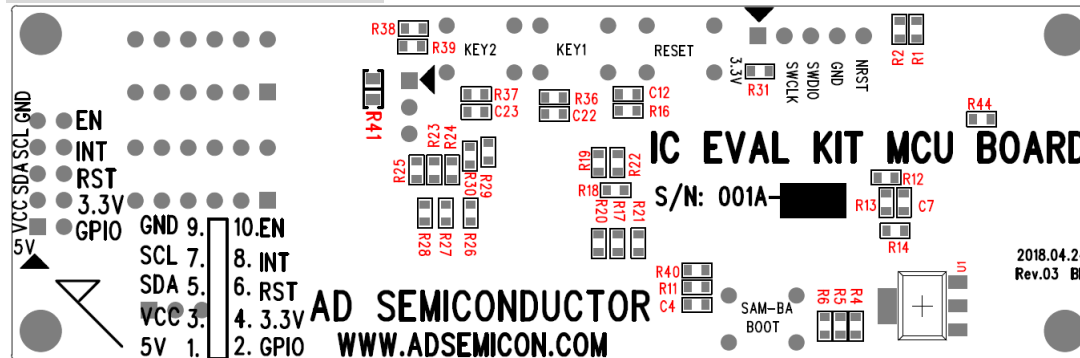 R38
R39
KEY2
KEY1
RESET
3.3V
SWCLK
SWDIO
GND
NRST
R31
R2
R1
R41
R37
C23
R36
C22
C12
R16
R44
R25
R23
R24
R30
R29
R19
R22
R18
R20
R17
R21
R28
R27
R26
IC EVAL KIT MCU BOARD
S/N: 001A-
R12
R13
C7
R14
VCC SDA SCL GND
EN
INT
RST
3.3V
GPIO
5V
GND 9. 10.EN
SCL 7. 8. INT
SDA 5. 6. RST
VCC 3. 4. 3.3V
5V 1. 2. GPIO
AD SEMICONDUCTOR
WWW.ADSEMICON.COM
R40
R11
C4
SAM-BA
BOOT
R6
R5
R4
U1
2018.04.2
Rev.03